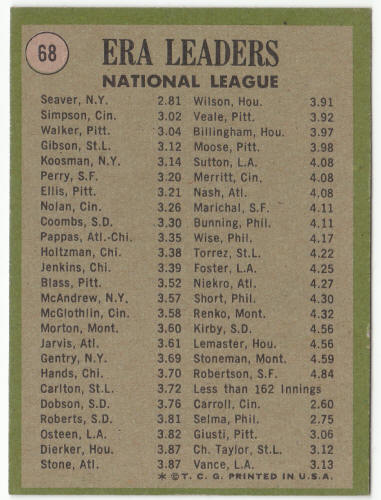 68
ERA LEADERS
NATIONAL LEAGUE
Seaver, N.Y. 2.81
Simpson, Cin. 3.02
Walker, Pitt. 3.04
Gibson, St.L. 3.12
Koosman, N.Y. 3.14
Perry, S.F. 3.20
Ellis, Pitt. 3.21
Nolan, Cin. 3.26
Coombs, S.D. 3.30
Pappas, Atl.-Chi. 3.35
Holtzman, Chi. 3.38
Jenkins, Chi. 3.39
Blass, Pitt. 3.52
McAndrew, N.Y. 3.57
McGlothlin, Cin. 3.58
Morton, Mont. 3.60
Jarvis, Atl. 3.61
Gentry, N.Y. 3.69
Hands, Chi. 3.70
Carlton, St.L. 3.72
Dobson, S.D. 3.76
Roberts, S.D. 3.81
Osteen, L.A. 3.82
Dierker, Hou. 3.87
Stone, Atl. 3.87
Wilson, Hou. 3.91
Veale, Pitt. 3.92
Billingham, Hou. 3.97
Moose, Pitt. 3.98
Sutton, L.A. 4.08
Merritt, Cin. 4.08
Nash, Atl. 4.08
Marichal, S.F. 4.11
Bunning, Phil. 4.11
Wise, Phil. 4.17
Torrez, St.L. 4.22
Foster, L.A. 4.25
Niekro, Atl. 4.27
Short, Phil. 4.30
Renko, Mont. 4.32
Kirby, S.D. 4.56
Lemaster, Hou. 4.56
Stoneman, Mont. 4.59
Robertson, S.F. 4.84
Less than 162 Innings
Carroll, Cin. 2.60
Selma, Phil. 2.75
Giusti, Pitt. 3.06
Ch. Taylor, St.L. 3.12
Vance, L.A. 3.13
* © T. C. G. PRINTED IN U.S.A.